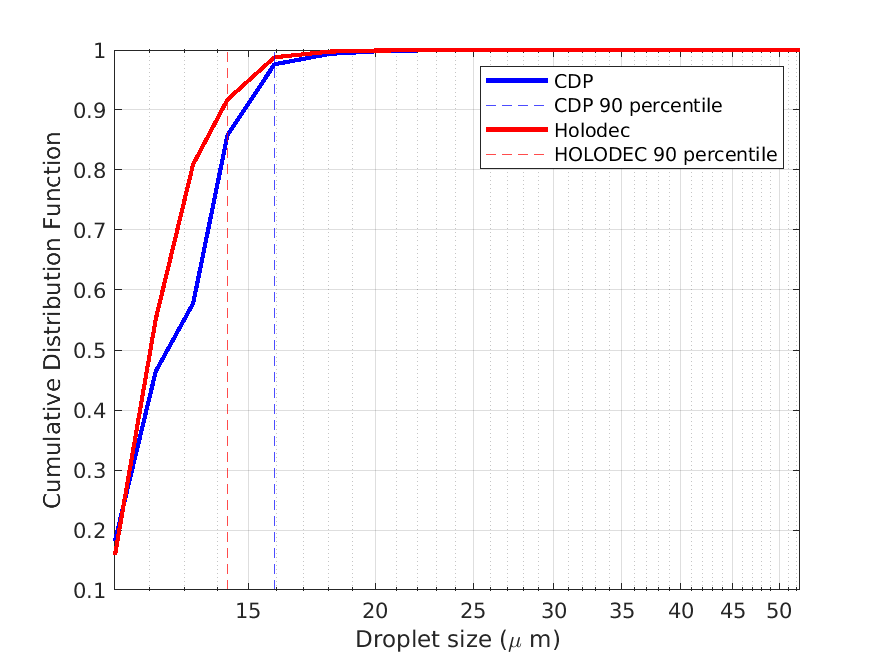 1
0.9
0.8
0.7
0.6
0.5
0.4
0.3
0.2
0.1
Cumulative Distribution Function
CDP
CDP 90 percentile
Holodec
HOLODEC 90 percentile
15 20 25 30 35 40 45 50
Droplet size (μ m)